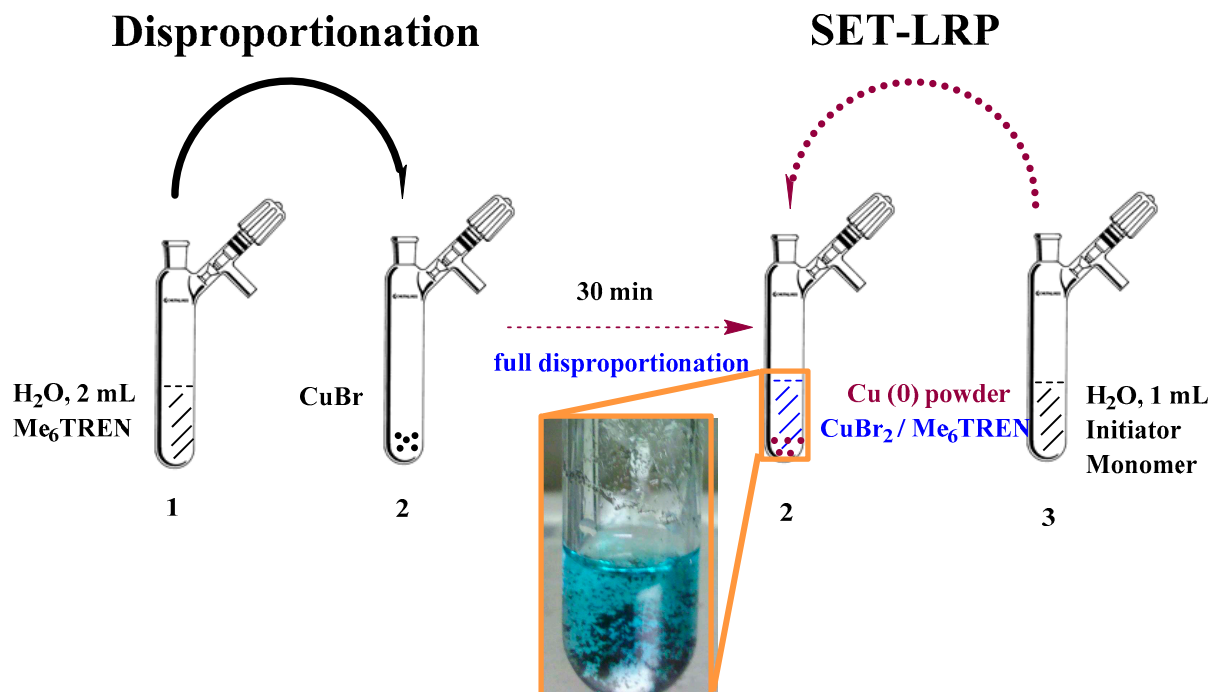 Disproportionation
SET-LRP
30 min
full disproportionation
H₂O, 2 mL
Me₆TREN
CuBr
Cu (0) powder
CuBr₂ / Me₆TREN
H₂O, 1 mL
Initiator
Monomer
1
2
2
3